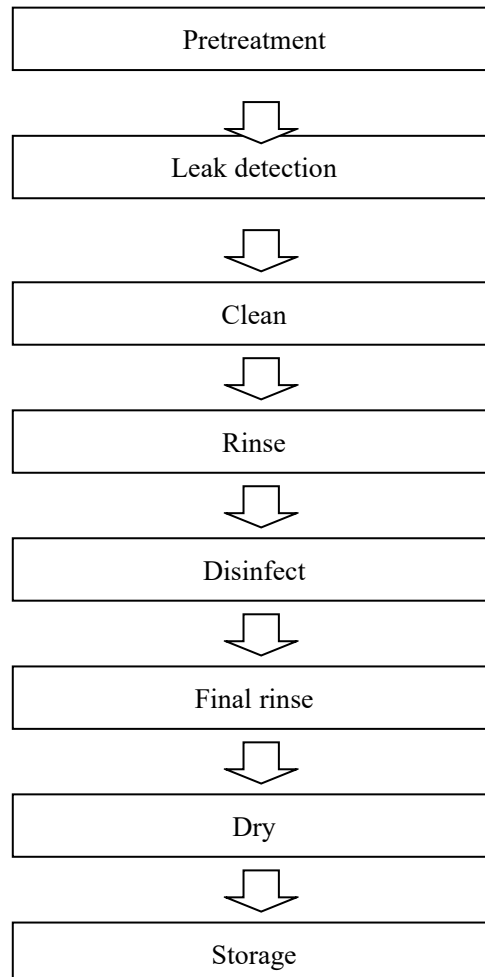 Pretreatment
Leak detection
Clean
Rinse
Disinfect
Final rinse
Dry
Storage